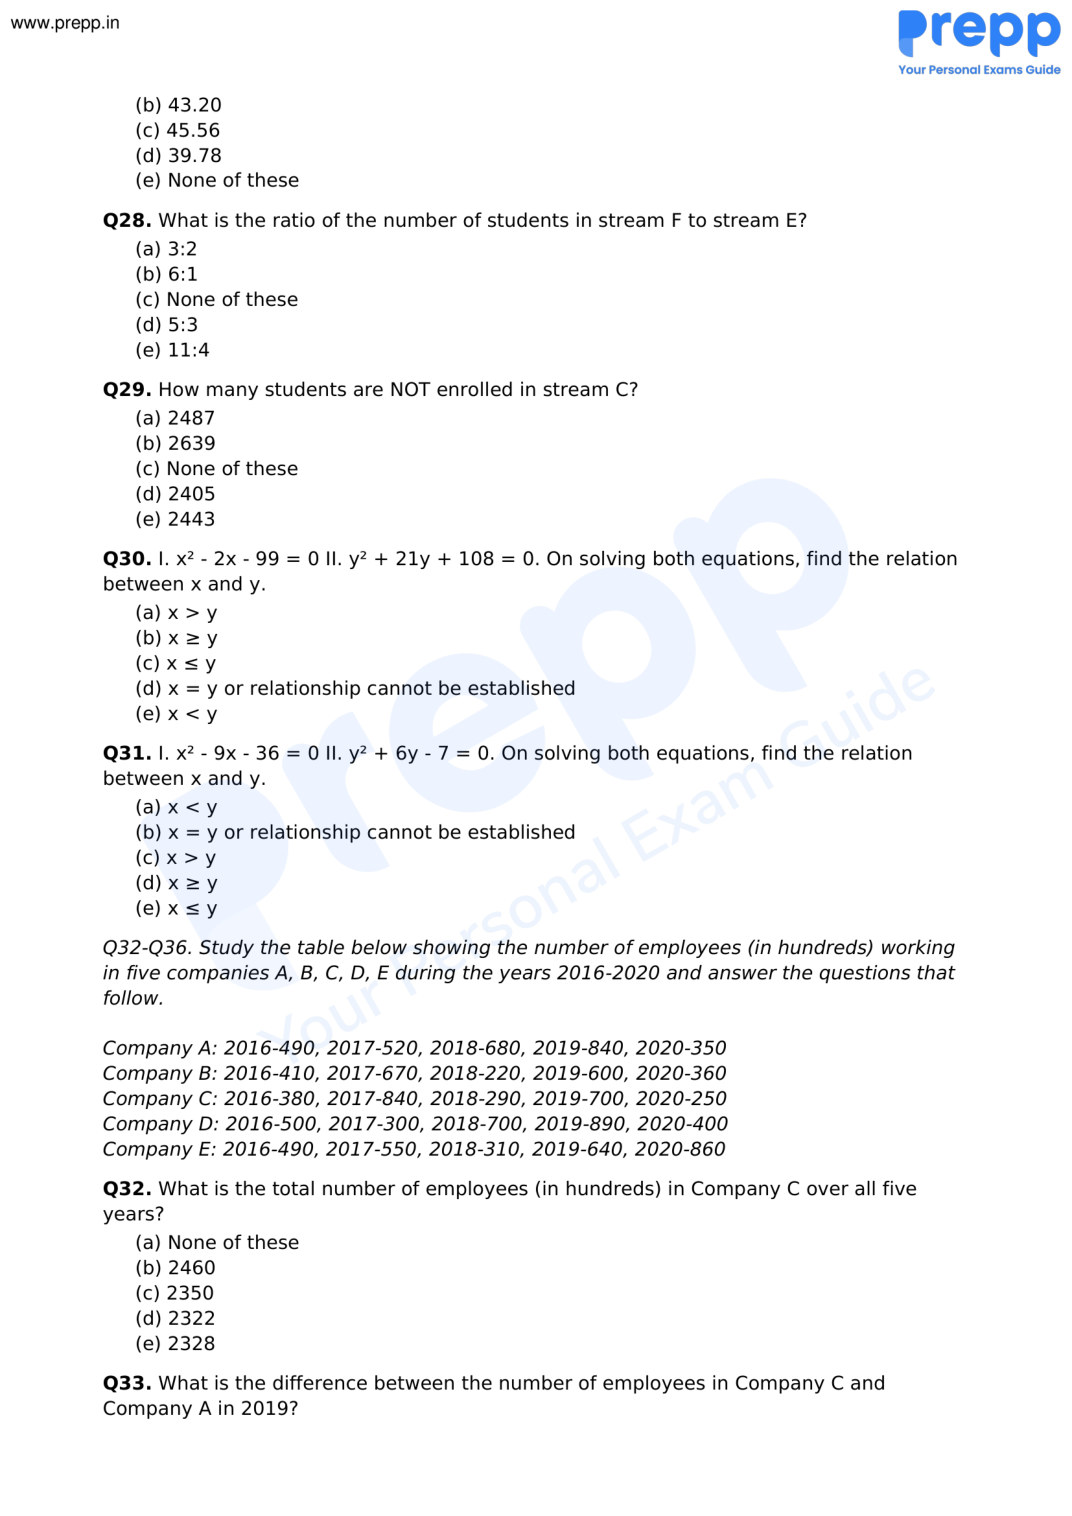 www.prepp.in
Prepp
Your Personal Exams Guide
(b) 43.20
(c) 45.56
(d) 39.78
(e) None of these
Q28. What is the ratio of the number of students in stream F to stream E?
(a) 3:2
(b) 6:1
(c) None of these
(d) 5:3
(e) 11:4
Q29. How many students are NOT enrolled in stream C?
(a) 2487
(b) 2639
(c) None of these
(d) 2405
(e) 2443
Q30. I. x² - 2x - 99 = 0 II. y² + 21y + 108 = 0. On solving both equations, find the relation
between x and y.
(a) x > y
(b) x ≥ y
(c) x ≤ y
(d) x = y or relationship cannot be established
(e) x < y
Q31. I. x² - 9x - 36 = 0 II. y² + 6y - 7 = 0. On solving both equations, find the relation
between x and y.
(a) x < y
(b) x = y or relationship cannot be established
(c) x > y
(d) x ≥ y
(e) x ≤ y
Q32-Q36. Study the table below showing the number of employees (in hundreds) working
in five companies A, B, C, D, E during the years 2016-2020 and answer the questions that
follow.
Company A: 2016-490, 2017-520, 2018-680, 2019-840, 2020-350
Company B: 2016-410, 2017-670, 2018-220, 2019-600, 2020-360
Company C: 2016-380, 2017-840, 2018-290, 2019-700, 2020-250
Company D: 2016-500, 2017-300, 2018-700, 2019-890, 2020-400
Company E: 2016-490, 2017-550, 2018-310, 2019-640, 2020-860
Q32. What is the total number of employees (in hundreds) in Company C over all five
years?
(a) None of these
(b) 2460
(c) 2350
(d) 2322
(e) 2328
Q33. What is the difference between the number of employees in Company C and
Company A in 2019?
prepp
Your Personal Exam Guide